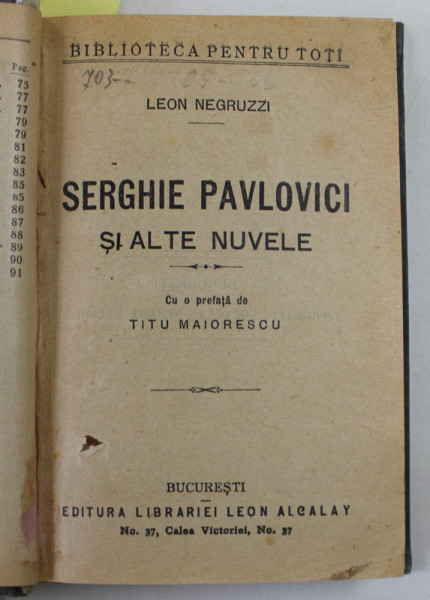 Pag.
75
77
77
79
79
81
82
83
85
85
86
87
88
89
90
91
BIBLIOTECA PENTRU TOȚI
703
LEON NEGRUZZI
SERGHIE PAVLOVICI
ȘI ALTE NUVELE
Cu o prefață de
TITU MAIORESCU
BUCUREȘTI
EDITURA LIBRARIEI LEON ALCALAY
No. 37, Calea Victoriei, No. 37